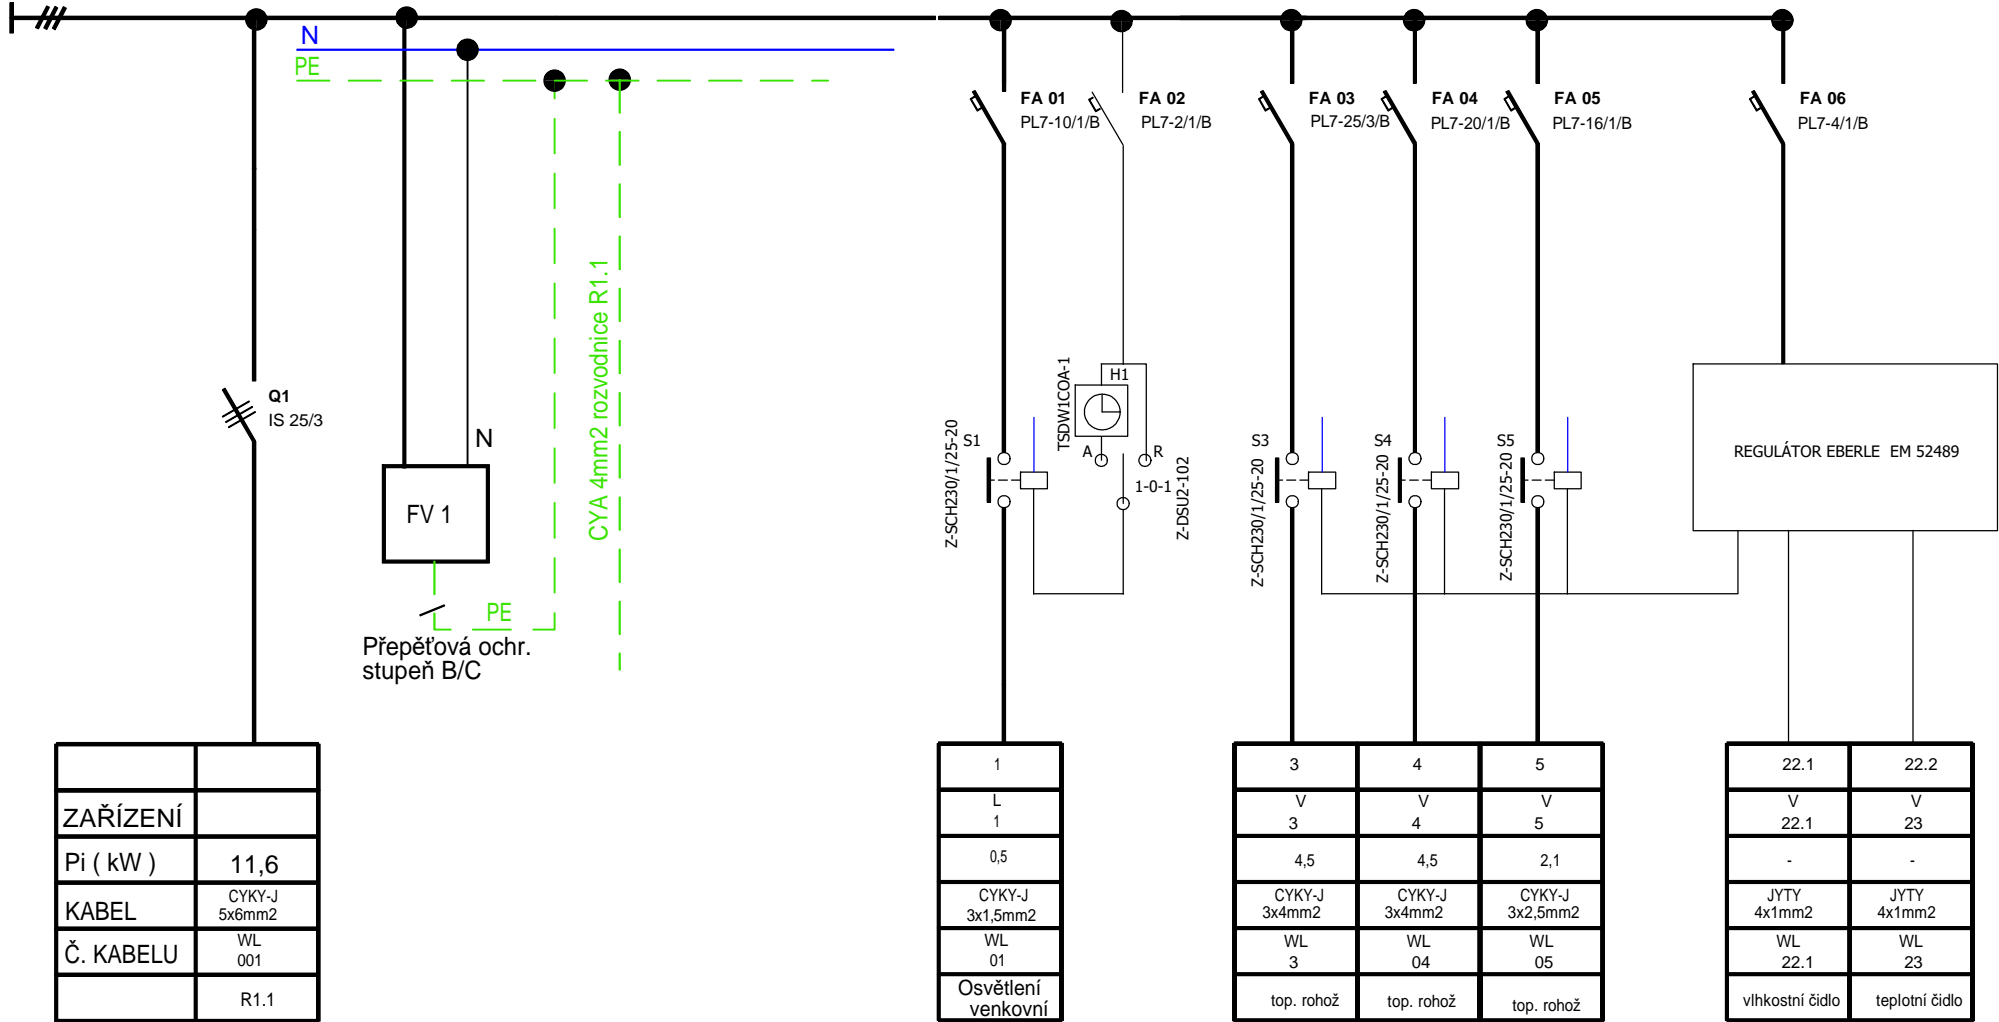 N
PE
FA 01
PL7-10/1/B
FA 02
PL7-2/1/B
FA 03
PL7-25/3/B
FA 04
PL7-20/1/B
FA 05
PL7-16/1/B
FA 06
PL7-4/1/B
Q1
IS 25/3
N
FV 1
PE
Přepěťová ochr.
stupeň B/C
CYA 4mm2 rozvodnice R1.1
S1
Z-SCH230/1/25-20
TSDW1COA-1
H1
A
R
1-0-1
Z-DSU2-102
S3
Z-SCH230/1/25-20
S4
Z-SCH230/1/25-20
S5
Z-SCH230/1/25-20
REGULÁTOR EBERLE EM 52489
ZAŘÍZENÍ
Pi ( kW )
11,6
KABEL
CYKY-J
5x6mm2
Č. KABELU
WL
001
R1.1
1
L
1
0,5
CYKY-J
3x1,5mm2
WL
01
Osvětlení
venkovní
3
V
3
4,5
CYKY-J
3x4mm2
WL
3
top. rohož
4
V
4
4,5
CYKY-J
3x4mm2
WL
04
top. rohož
5
V
5
2,1
CYKY-J
3x2,5mm2
WL
05
top. rohož
22.1
V
22.1
-
JYTY
4x1mm2
WL
22.1
vlhkostní čidlo
22.2
V
23
-
JYTY
4x1mm2
WL
23
teplotní čidlo